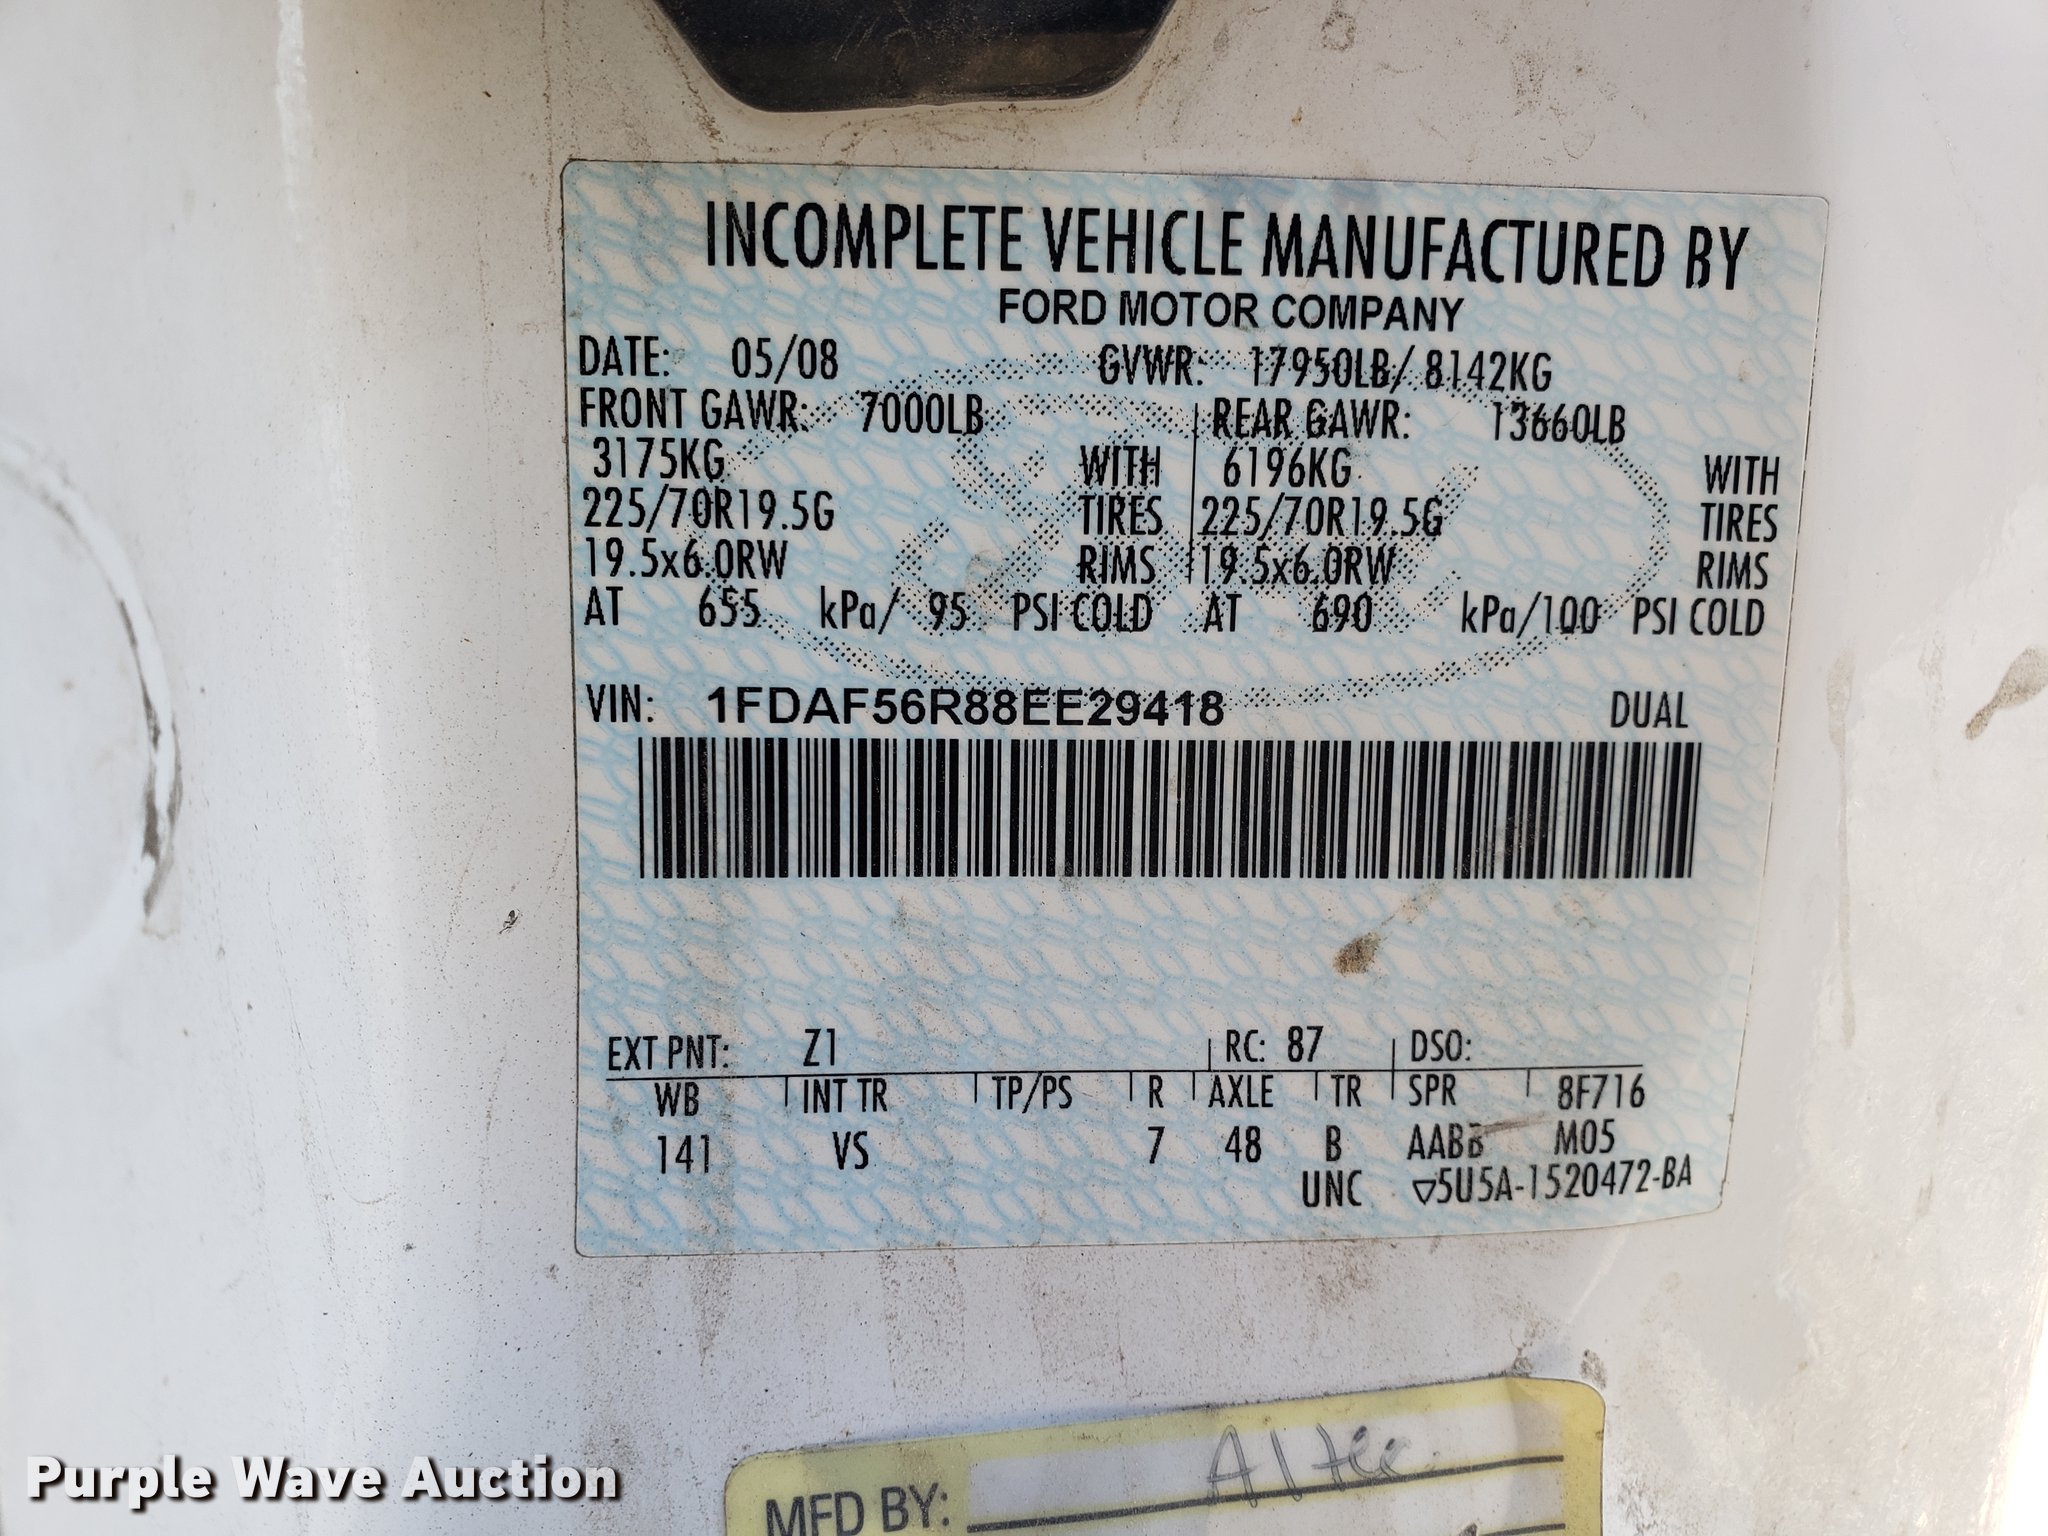 INCOMPLETE VEHICLE MANUFACTURED BY
FORD MOTOR COMPANY
DATE: 05/08 GVWR: 17950LB/ 8142KG
FRONT GAWR: 7000LB REAR GAWR: 13660LB
3175KG WITH 6196KG WITH
225/70R19.5G TIRES 225/70R19.5G TIRES
19.5x6.0RW RIMS 19.5x6.0RW RIMS
AT 655 kPa/ 95 PSI COLD AT 690 kPa/100 PSI COLD
VIN: 1FDAF56R88EE29418 DUAL
EXT PNT: Z1 RC: 87 DSO:
WB INT TR TP/PS R AXLE TR SPR 8F716
141 VS 7 48 B AABB M05
UNC ▽5U5A-1520472-BA
MFD BY: Altec
Purple Wave Auction